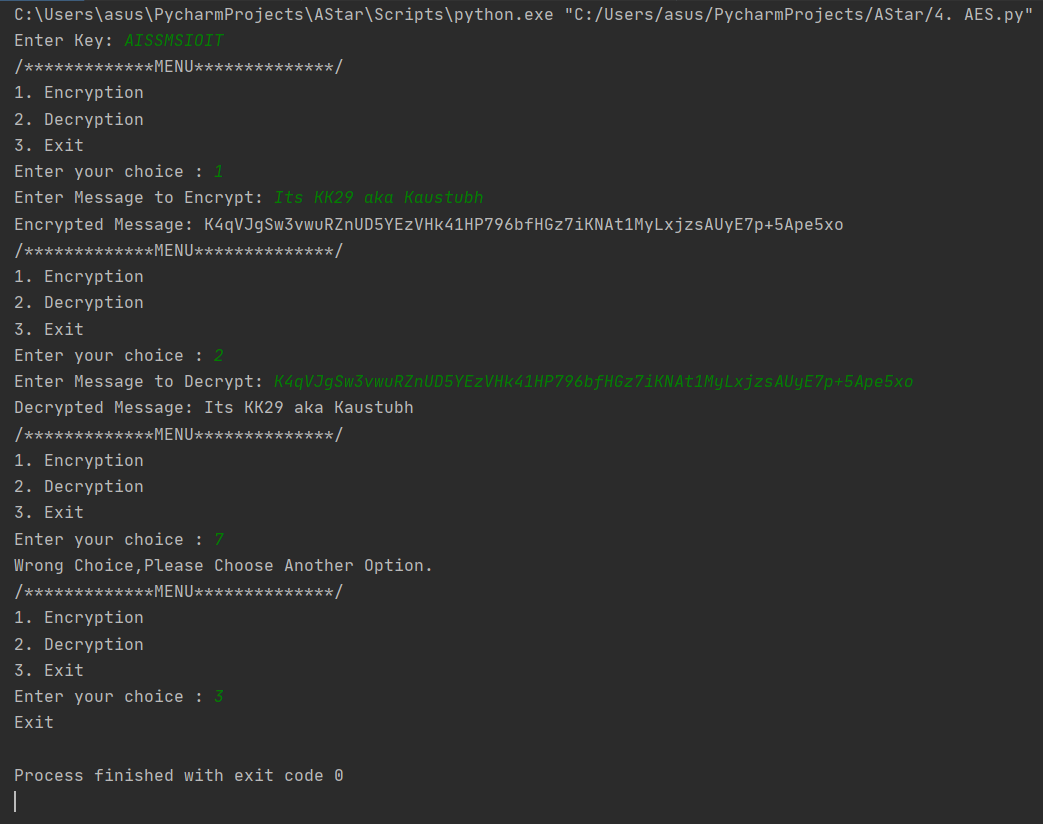 C:\Users\asus\PycharmProjects\AStar\Scripts\python.exe "C:/Users/asus/PycharmProjects/AStar/4. AES.py"
Enter Key: AISSMSIOIT
/*************MENU**************/
1. Encryption
2. Decryption
3. Exit
Enter your choice : 1
Enter Message to Encrypt: Its KK29 aka Kaustubh
Encrypted Message: K4qVJgSw3vwuRZnUD5YEzVHk41HP796bfHGz7iKNAt1MyLxjzsAUyE7p+5Ape5xo
/*************MENU**************/
1. Encryption
2. Decryption
3. Exit
Enter your choice : 2
Enter Message to Decrypt: K4qVJgSw3vwuRZnUD5YEzVHk41HP796bfHGz7iKNAt1MyLxjzsAUyE7p+5Ape5xo
Decrypted Message: Its KK29 aka Kaustubh
/*************MENU**************/
1. Encryption
2. Decryption
3. Exit
Enter your choice : 7
Wrong Choice,Please Choose Another Option.
/*************MENU**************/
1. Encryption
2. Decryption
3. Exit
Enter your choice : 3
Exit
Process finished with exit code 0